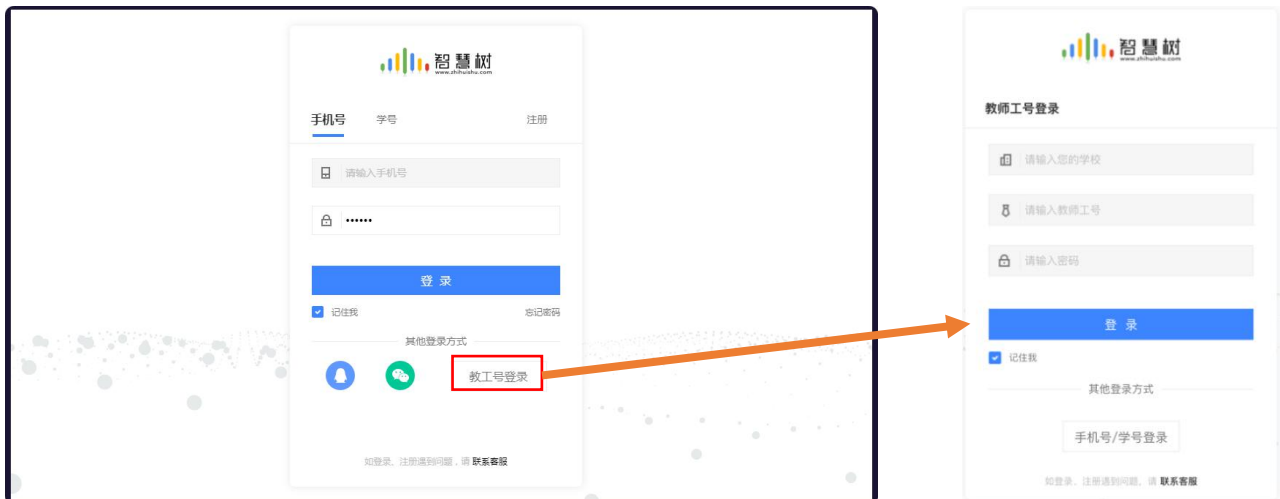 智慧树
www.zhihuishu.com
手机号 学号 注册
请输入手机号
••••••
登 录
记住我 忘记密码
其他登录方式
教工号登录
如登录、注册遇到问题，请 联系客服
智慧树
www.zhihuishu.com
教师工号登录
请输入您的学校
请输入教师工号
请输入密码
登 录
记住我
其他登录方式
手机号/学号登录
如登录、注册遇到问题，请 联系客服